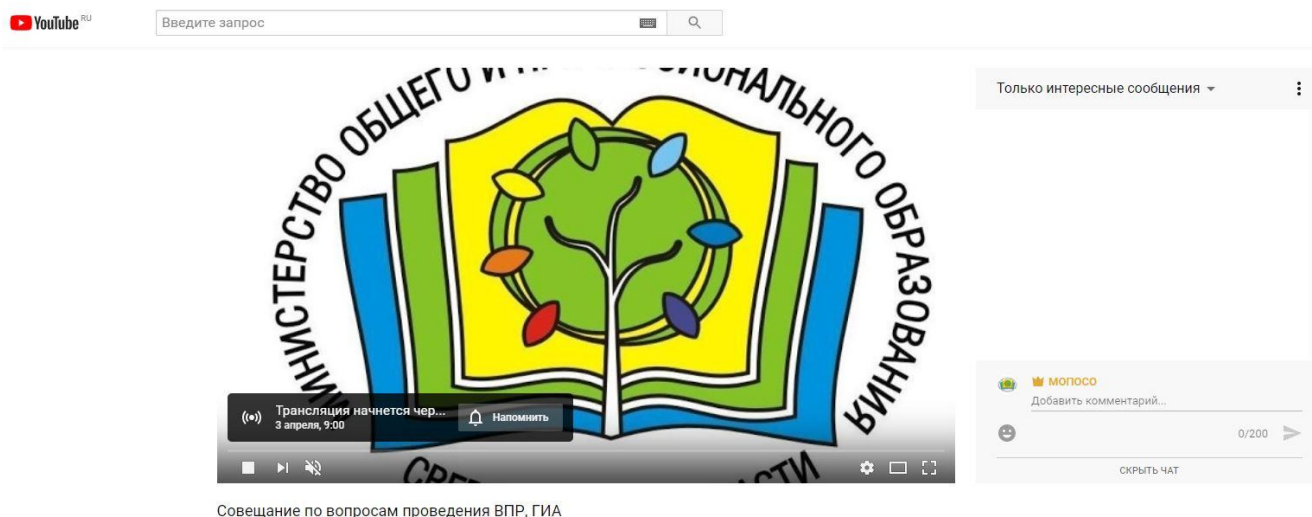 YouTube RU
Введите запрос
МИНИСТЕРСТВО ОБЩЕГО И ОБРАЗОВАНИЯ
Только интересные сообщения
МОПОСО
Добавить комментарий...
0/200
СКРЫТЬ ЧАТ
Трансляция начнется чер...
3 апреля, 9:00
Напомнить
Совещание по вопросам проведения ВПР, ГИА